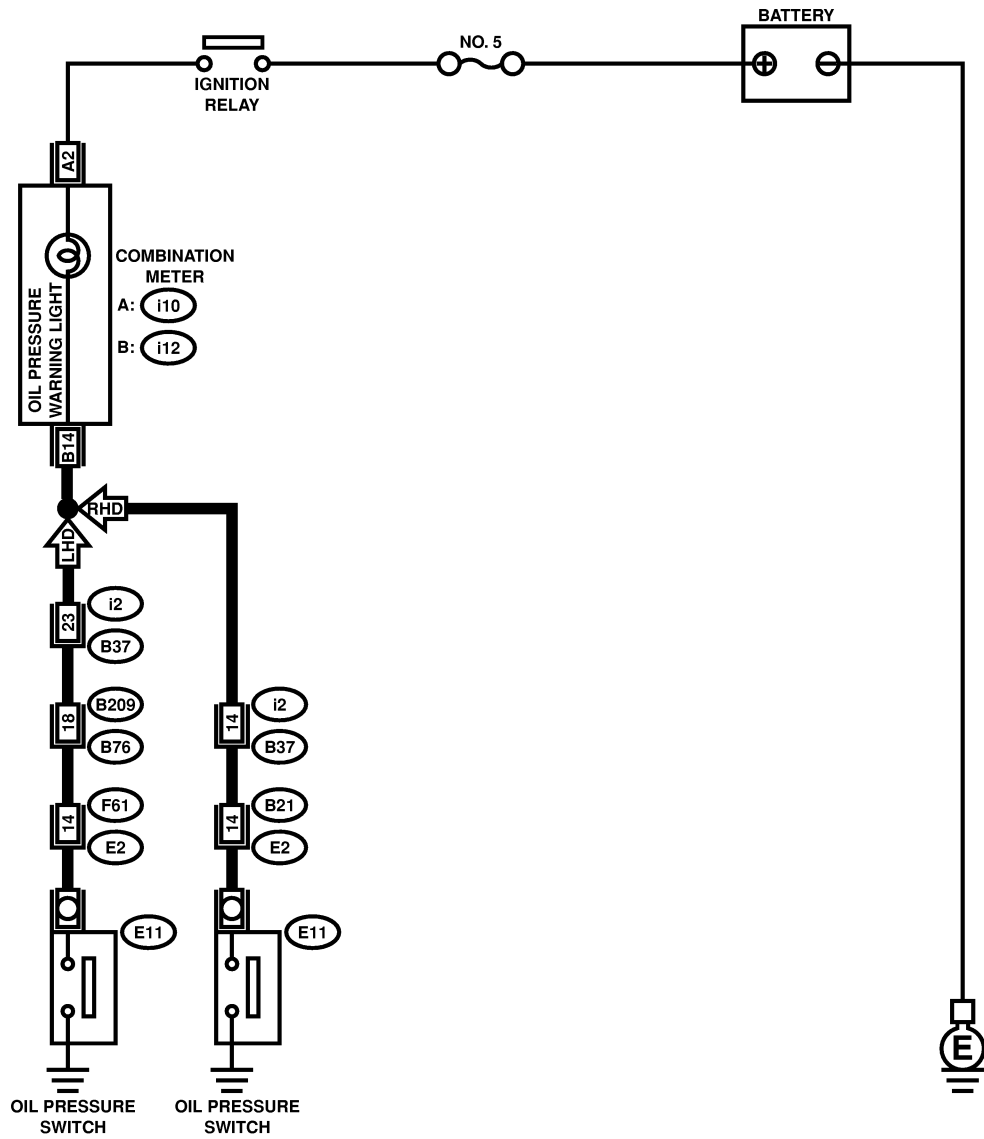 BATTERY
NO. 5
IGNITION
RELAY
A2
COMBINATION
METER
A: i10
B: i12
OIL PRESSURE
WARNING LIGHT
B14
RHD
LHD
23
i2
B37
18
B209
B76
14
i2
B37
14
F61
E2
14
B21
E2
E11
E11
E
OIL PRESSURE
SWITCH
OIL PRESSURE
SWITCH